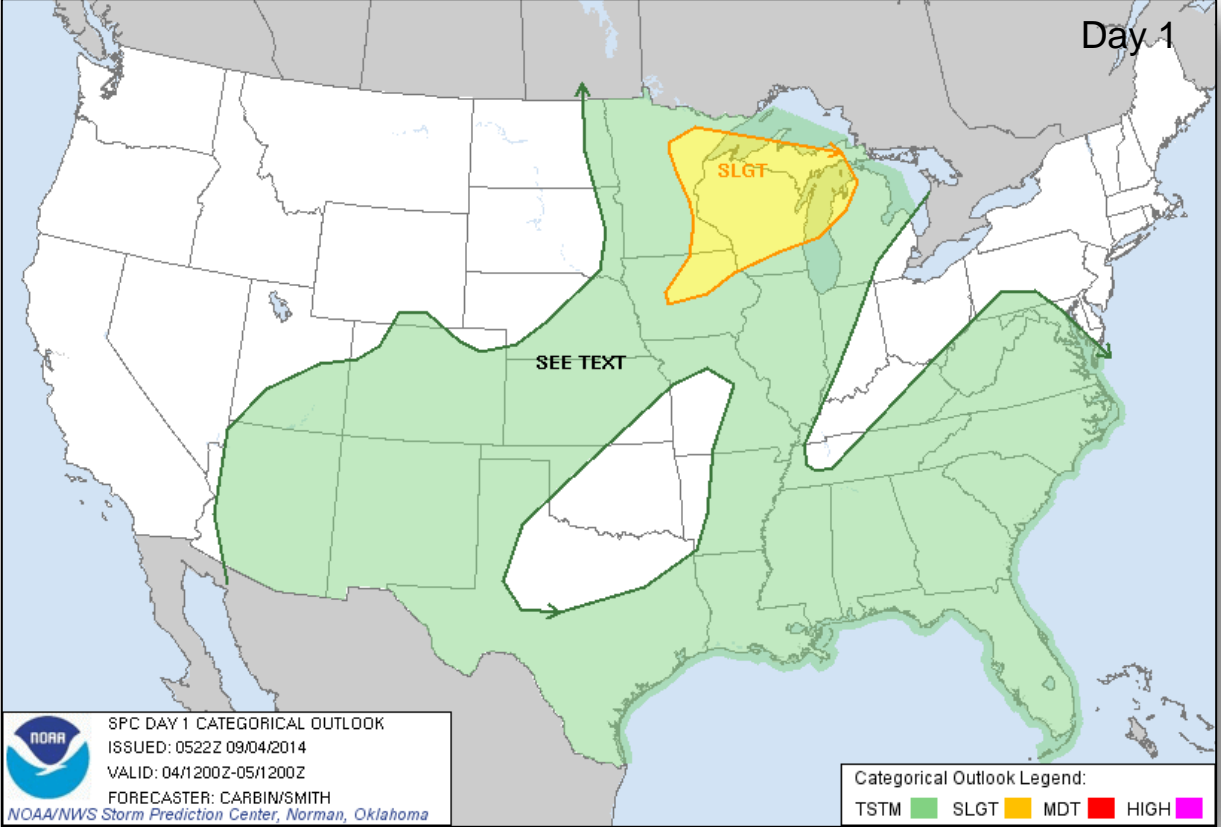 Day 1
SLGT
SEE TEXT
NOAA
SPC DAY 1 CATEGORICAL OUTLOOK
ISSUED: 0522Z 09/04/2014
VALID: 04/1200Z-05/1200Z
FORECASTER: CARBIN/SMITH
NOAA/NWS Storm Prediction Center, Norman, Oklahoma
Categorical Outlook Legend:
TSTM SLGT MDT HIGH